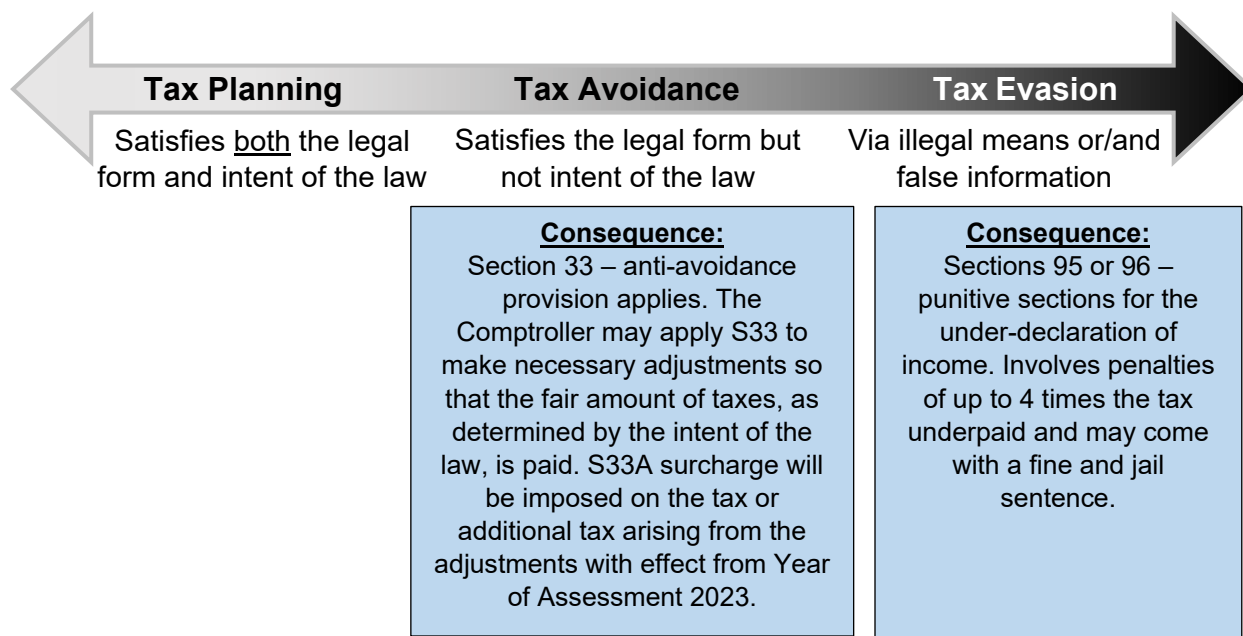 Tax Planning
Tax Avoidance
Tax Evasion
Satisfies both the legal
form and intent of the law
Satisfies the legal form but
not intent of the law
Via illegal means or/and
false information
Consequence:
Section 33 – anti-avoidance
provision applies. The
Comptroller may apply S33 to
make necessary adjustments so
that the fair amount of taxes, as
determined by the intent of the
law, is paid. S33A surcharge will
be imposed on the tax or
additional tax arising from the
adjustments with effect from Year
of Assessment 2023.
Consequence:
Sections 95 or 96 –
punitive sections for the
under-declaration of
income. Involves penalties
of up to 4 times the tax
underpaid and may come
with a fine and jail
sentence.